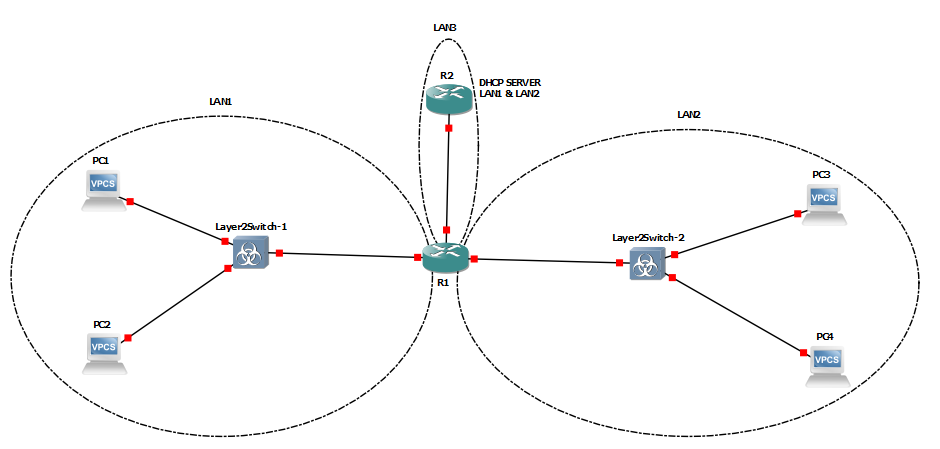 LAN3
R2
DHCP SERVER
LAN1 & LAN2
LAN1
LAN2
PC1
VPCS
PC3
VPCS
Layer2Switch-1
Layer2Switch-2
R1
PC2
VPCS
PC4
VPCS